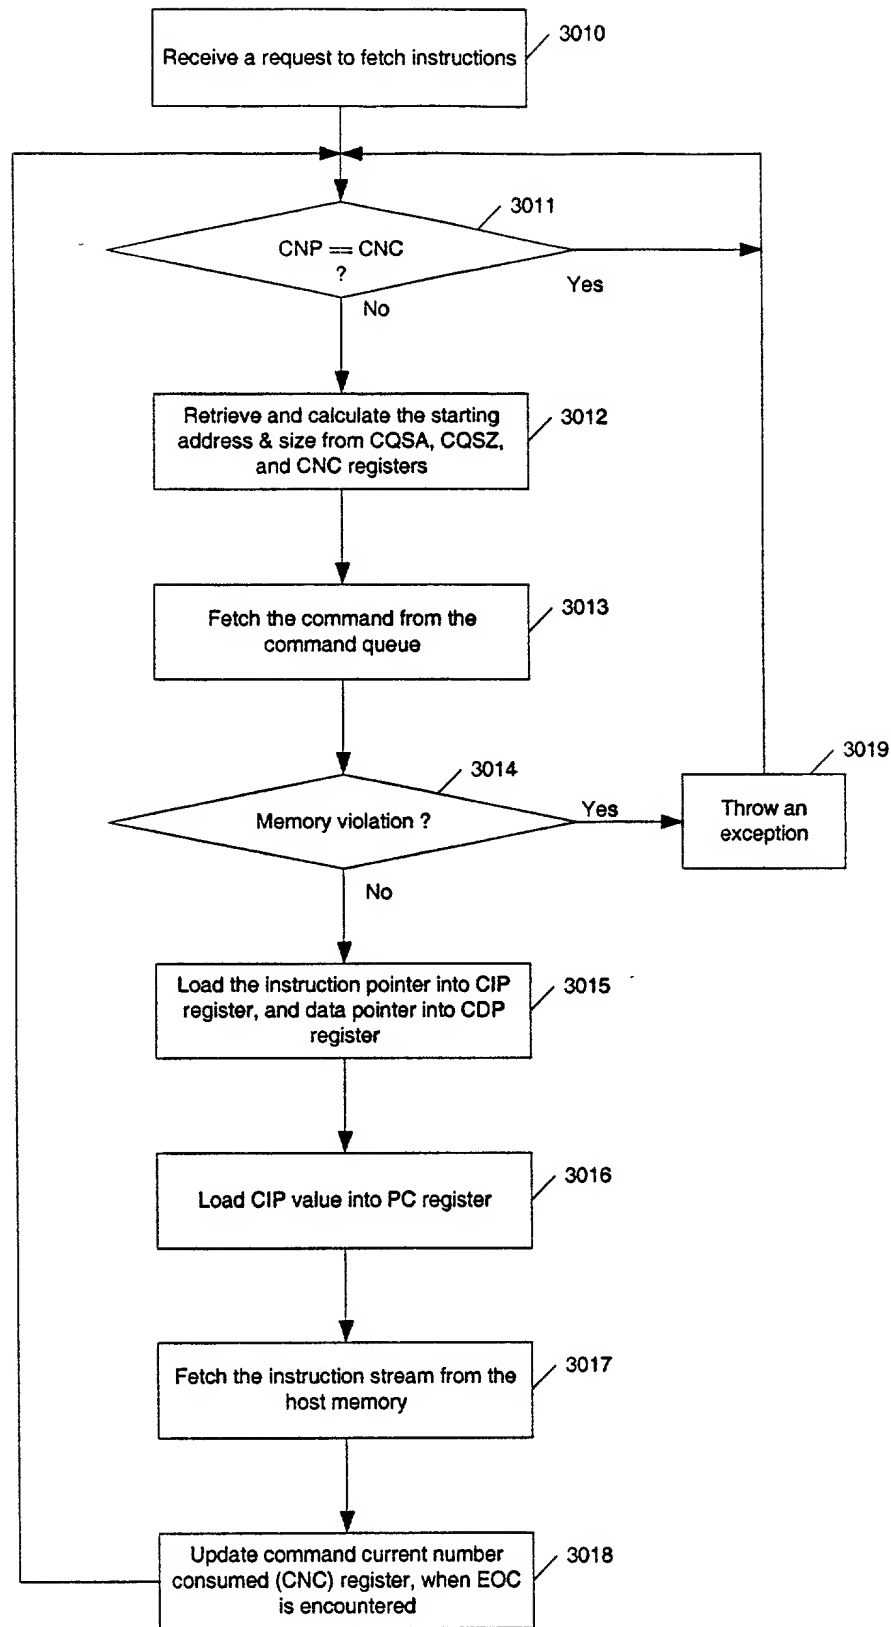 Receive a request to fetch instructions
3010
3011
CNP == CNC
?
Yes
No
Retrieve and calculate the starting
address & size from CQSA, CQSZ,
and CNC registers
3012
Fetch the command from the
command queue
3013
3014
Memory violation ?
Yes
No
3019
Throw an
exception
Load the instruction pointer into CIP
register, and data pointer into CDP
register
3015
Load CIP value into PC register
3016
Fetch the instruction stream from the
host memory
3017
Update command current number
consumed (CNC) register, when EOC
is encountered
3018